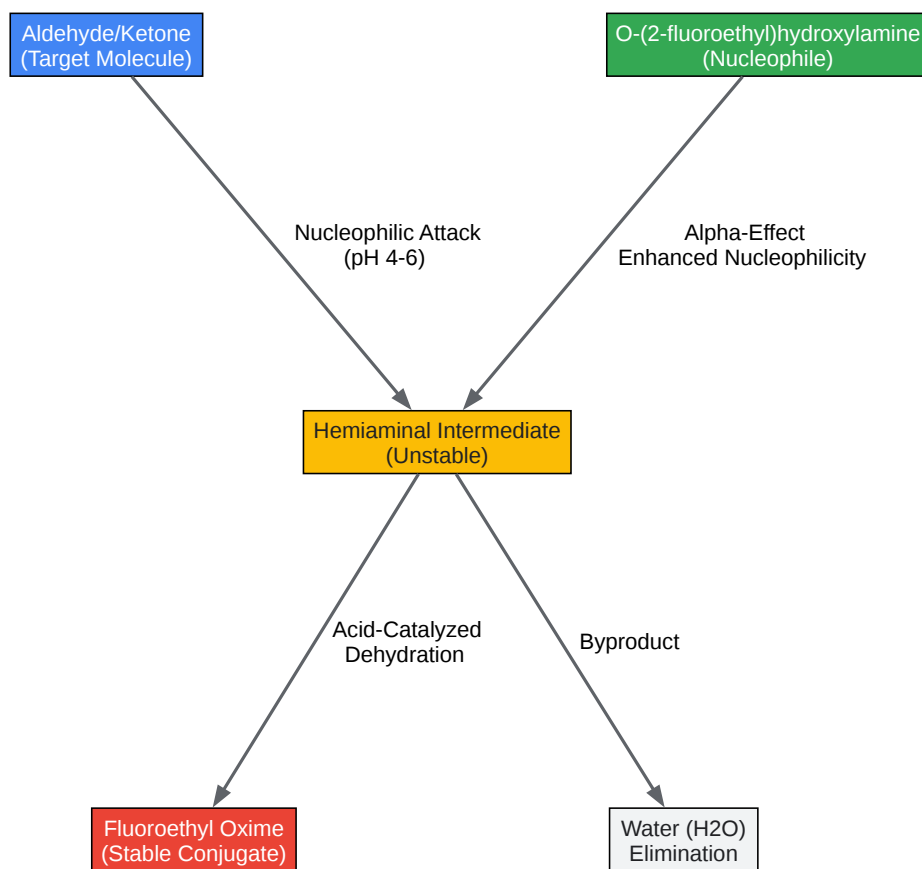 Aldehyde/Ketone
(Target Molecule)
O-(2-fluoroethyl)hydroxylamine
(Nucleophile)
Nucleophilic Attack
(pH 4-6)
Alpha-Effect
Enhanced Nucleophilicity
Hemiaminal Intermediate
(Unstable)
Acid-Catalyzed
Dehydration
Byproduct
Fluoroethyl Oxime
(Stable Conjugate)
Water (H2O)
Elimination